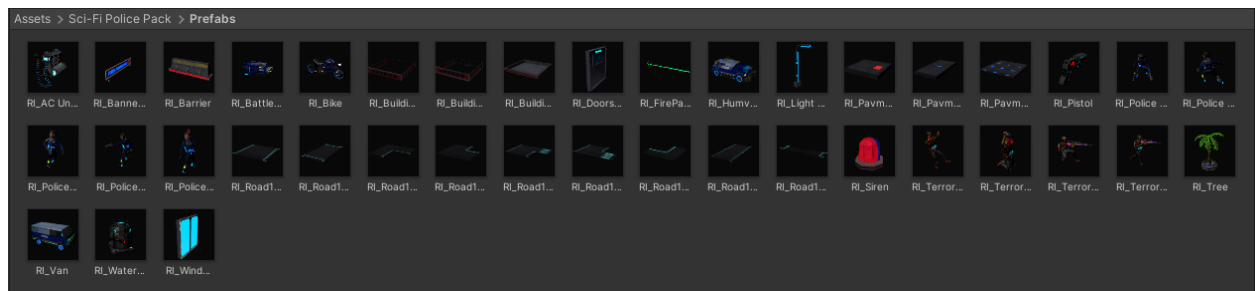 Assets > Sci-Fi Police Pack > Prefabs
RI_AC Un... RI_Banne... RI_Barrier RI_Battle... RI_Bike RI_Buildi... RI_Buildi... RI_Buildi... RI_Doors... RI_FirePa... RI_Humv... RI_Light ... RI_Pavm... RI_Pavm... RI_Pavm... RI_Pistol RI_Police ... RI_Police ...
RI_Police... RI_Police... RI_Police... RI_Road1... RI_Road1... RI_Road1... RI_Road1... RI_Road1... RI_Road1... RI_Road1... RI_Road1... RI_Road1... RI_Siren RI_Terror... RI_Terror... RI_Terror... RI_Terror... RI_Tree
RI_Van RI_Water... RI_Wind...